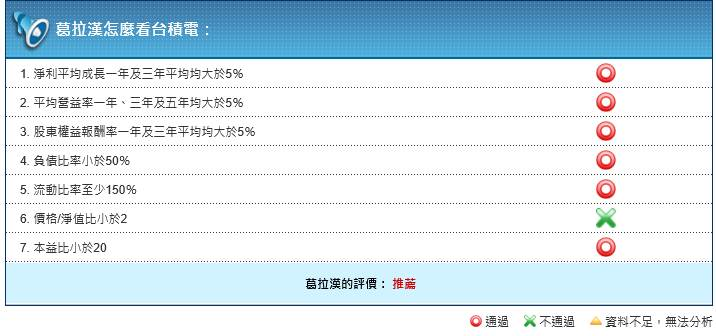 葛拉漢怎麼看台積電：
1. 淨利平均成長一年及三年平均均大於5%
2. 平均營益率一年、三年及五年均大於5%
3. 股東權益報酬率一年及三年平均均大於5%
4. 負債比率小於50%
5. 流動比率至少150%
6. 價格/淨值比小於2
7. 本益比小於20
葛拉漢的評價： 推薦
通過 不通過 資料不足，無法分析